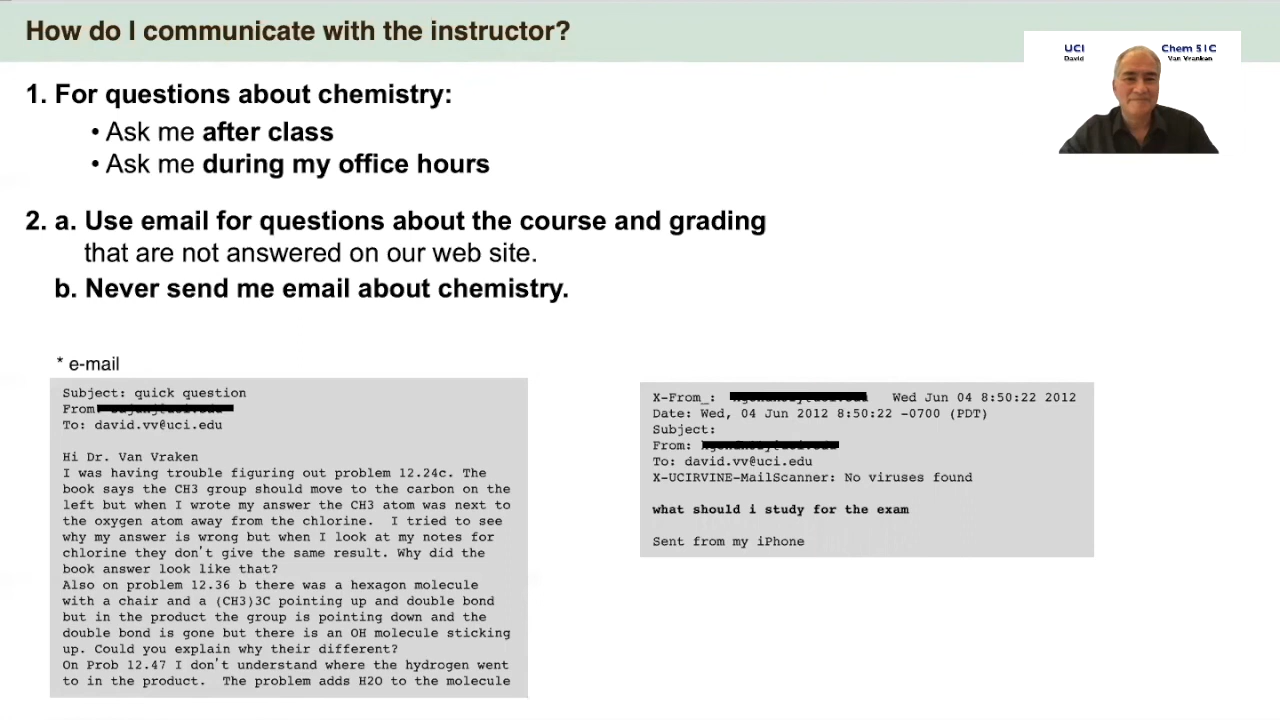 How do I communicate with the instructor?
UCI
David
Chem 51C
Van Vranken
1. For questions about chemistry:
• Ask me after class
• Ask me during my office hours
2. a. Use email for questions about the course and grading
that are not answered on our web site.
b. Never send me email about chemistry.
* e-mail
Subject: quick question
From
To: david.vv@uci.edu
Hi Dr. Van Vraken
I was having trouble figuring out problem 12.24c. The
book says the CH3 group should move to the carbon on the
left but when I wrote my answer the CH3 atom was next to
the oxygen atom away from the chlorine.  I tried to see
why my answer is wrong but when I look at my notes for
chlorine they don't give the same result. Why did the
book answer look like that?
Also on problem 12.36 b there was a hexagon molecule
with a chair and a (CH3)3C pointing up and double bond
but in the product the group is pointing down and the
double bond is gone but there is an OH molecule sticking
up. Could you explain why their different?
On Prob 12.47 I don't understand where the hydrogen went
to in the product.  The problem adds H2O to the molecule
X-From_: Wed Jun 04 8:50:22 2012
Date: Wed, 04 Jun 2012 8:50:22 -0700 (PDT)
Subject:
From:
To: david.vv@uci.edu
X-UCIRVINE-MailScanner: No viruses found
what should i study for the exam
Sent from my iPhone